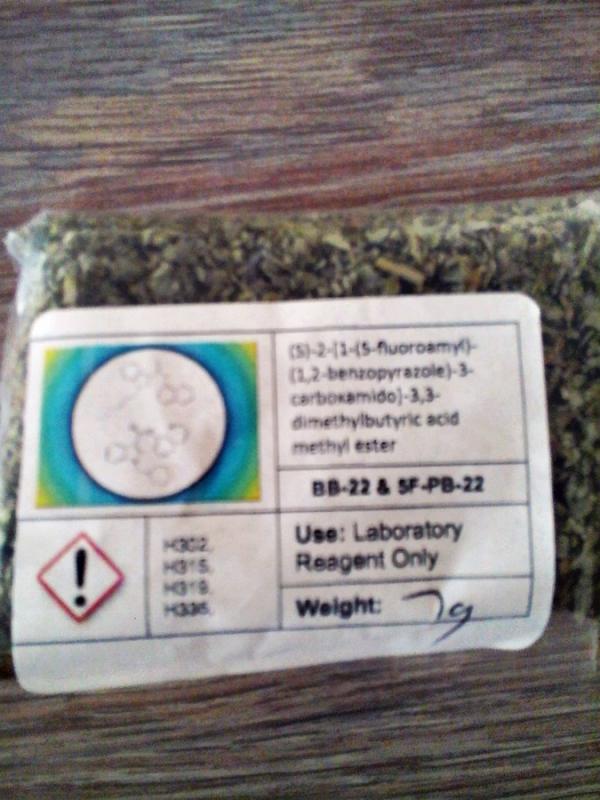 (S)-2-[1-(5-fluoroamyl)-
(1,2-benzopyrazole)-3-
carboxamido]-3,3-
dimethylbutyric acid
methyl ester
BB-22 & 5F-PB-22
H302,
H315,
H319,
H335,
Use: Laboratory
Reagent Only
Weight: 7g